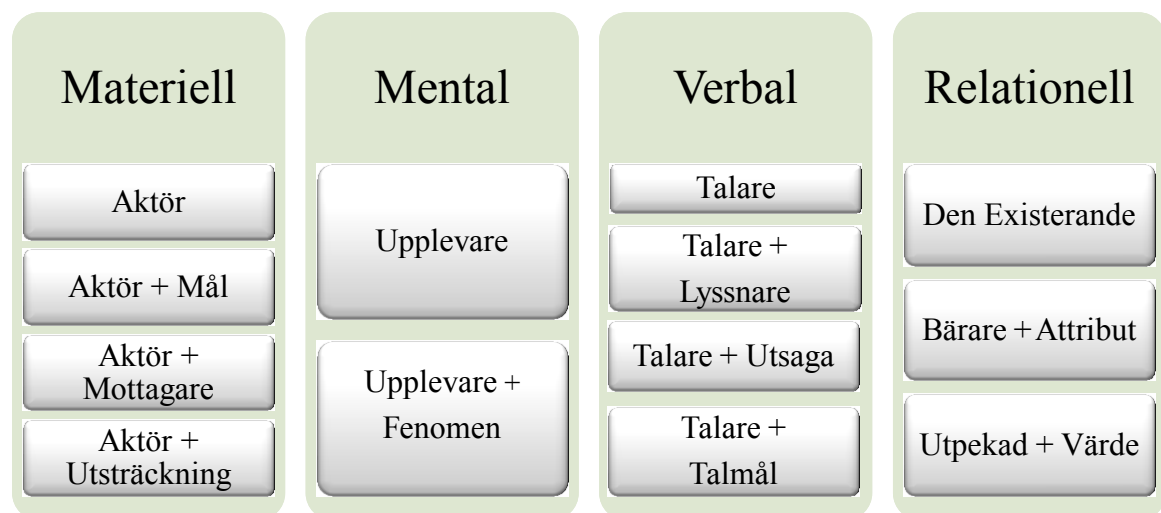 Materiell
Aktör
Aktör + Mål
Aktör +
Mottagare
Aktör +
Utsträckning
Mental
Upplevare
Upplevare +
Fenomen
Verbal
Talare
Talare +
Lyssnare
Talare + Utsaga
Talare +
Talmål
Relationell
Den Existerande
Bärare + Attribut
Utpekad + Värde